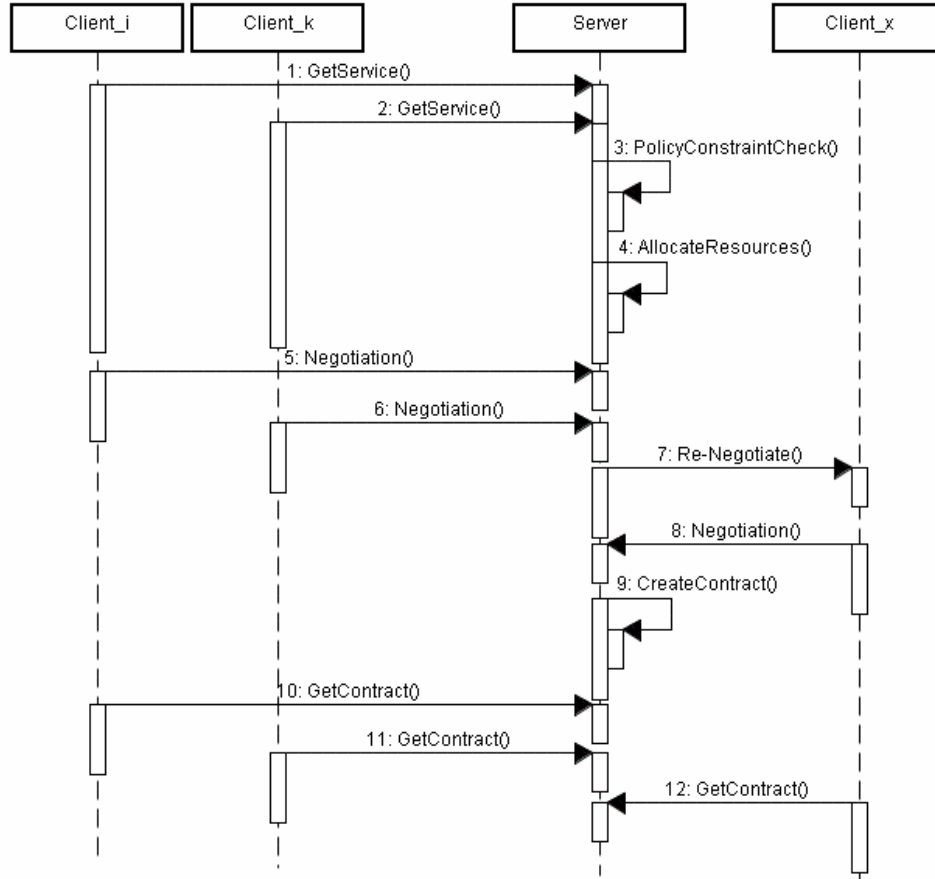 Client_i
Client_k
Server
Client_x
1: GetService()
2: GetService()
3: PolicyConstraintCheck()
4: AllocateResources()
5: Negotiation()
6: Negotiation()
7: Re-Negotiate()
8: Negotiation()
9: CreateContract()
10: GetContract()
11: GetContract()
12: GetContract()